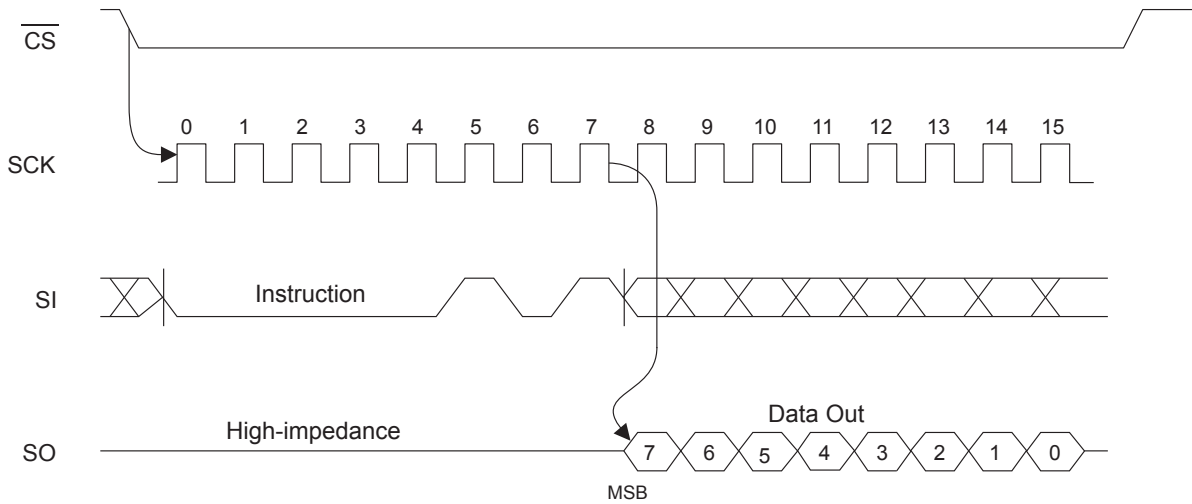 CS
0 1 2 3 4 5 6 7 8 9 10 11 12 13 14 15
SCK
SI
Instruction
High-impedance
Data Out
SO
7 6 5 4 3 2 1 0
MSB